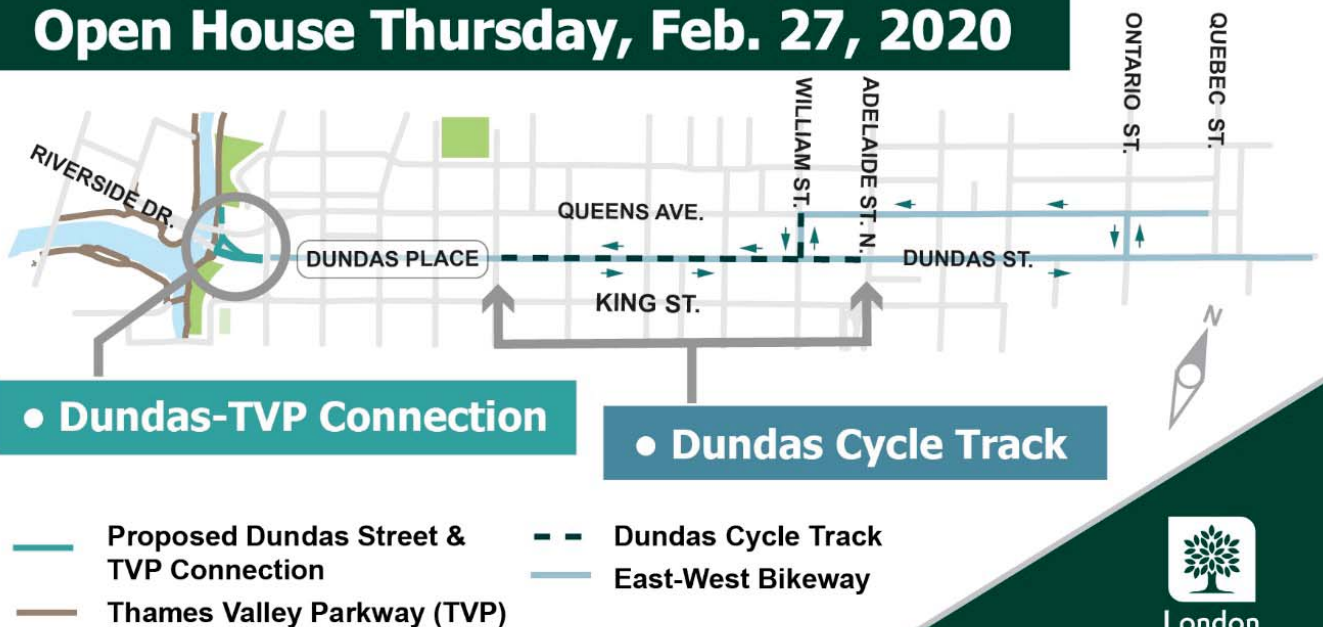 Open House Thursday, Feb. 27, 2020
ONTARIO ST.
QUEBEC ST.
WILLIAM ST.
ADELAIDE ST. N.
RIVERSIDE DR.
QUEENS AVE.
DUNDAS PLACE
DUNDAS ST.
KING ST.
N
• Dundas-TVP Connection
• Dundas Cycle Track
Proposed Dundas Street &
TVP Connection
Thames Valley Parkway (TVP)
Dundas Cycle Track
East-West Bikeway
London